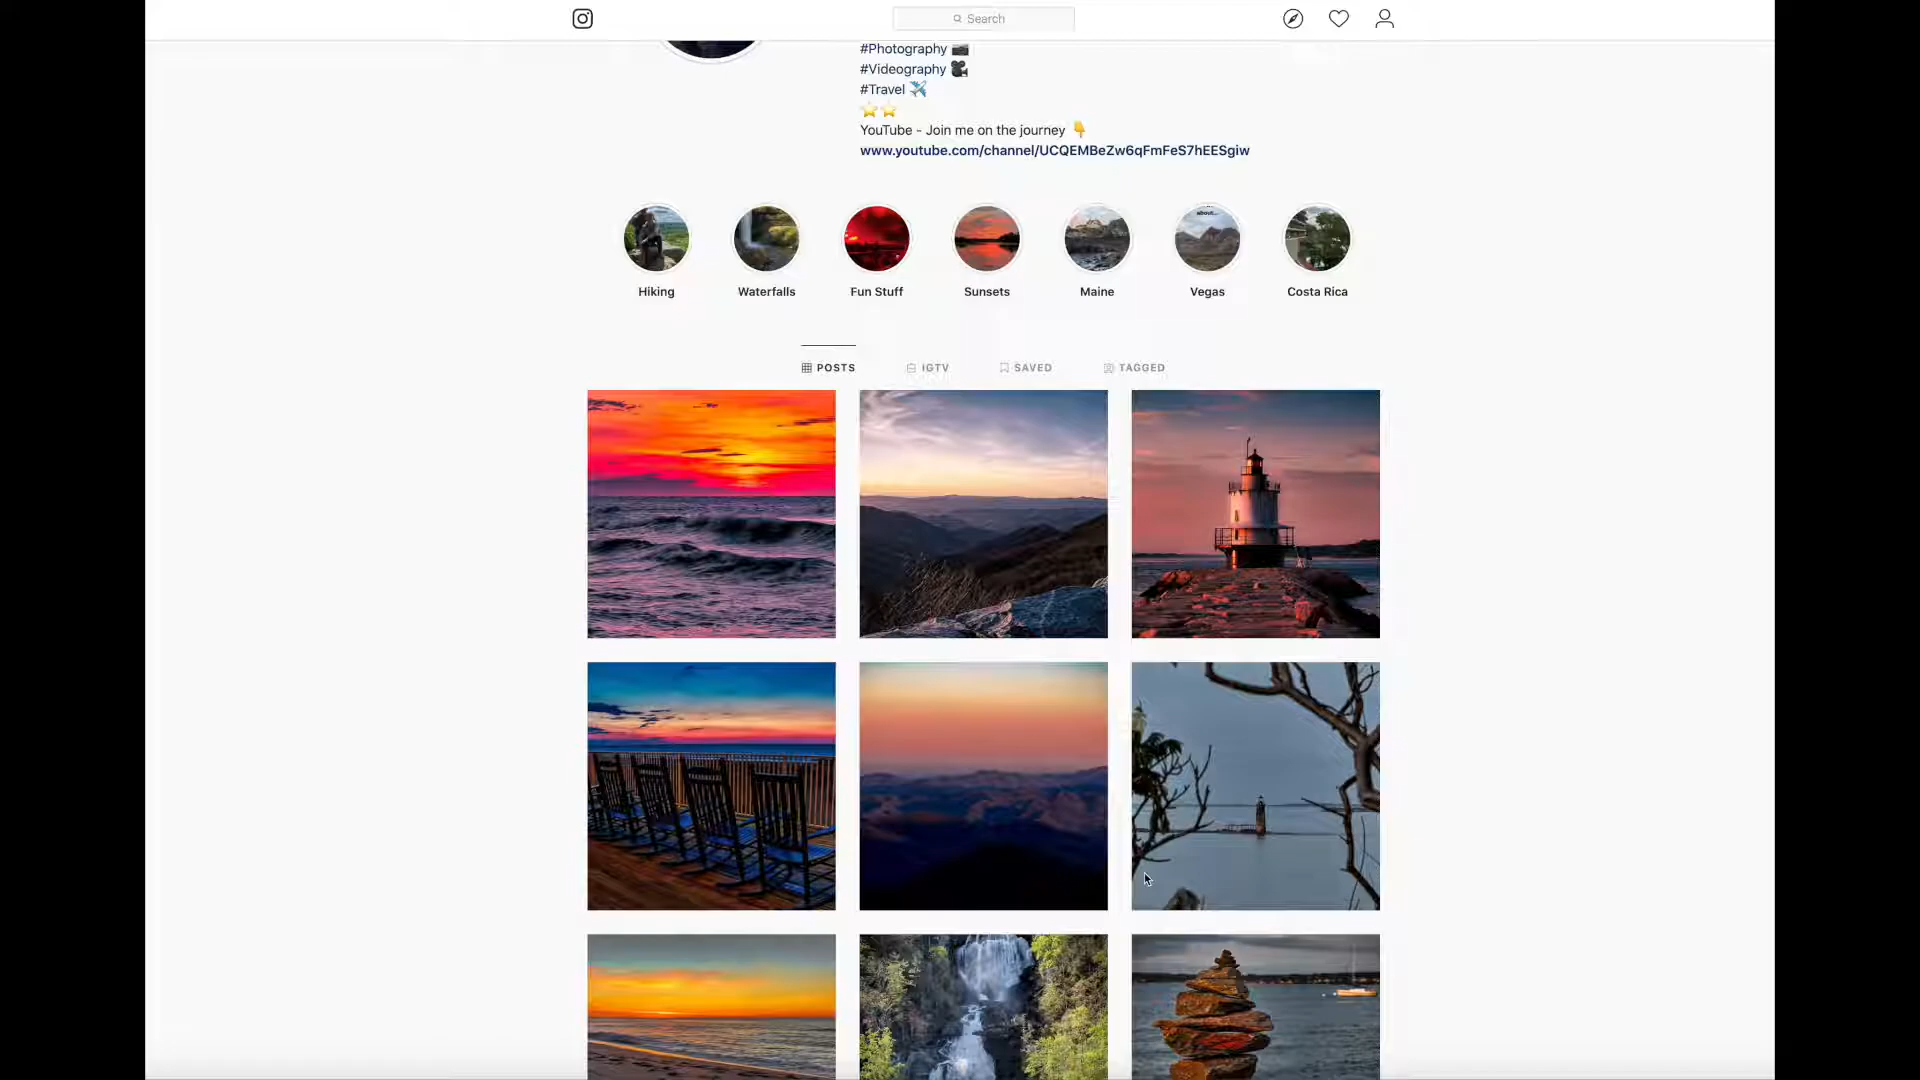 Search
#Photography
#Videography
#Travel
YouTube - Join me on the journey
www.youtube.com/channel/UCQEMBeZw6qFmFeS7hEESgiw
about...
Hiking
Waterfalls
Fun Stuff
Sunsets
Maine
Vegas
Costa Rica
POSTS
IGTV
SAVED
TAGGED